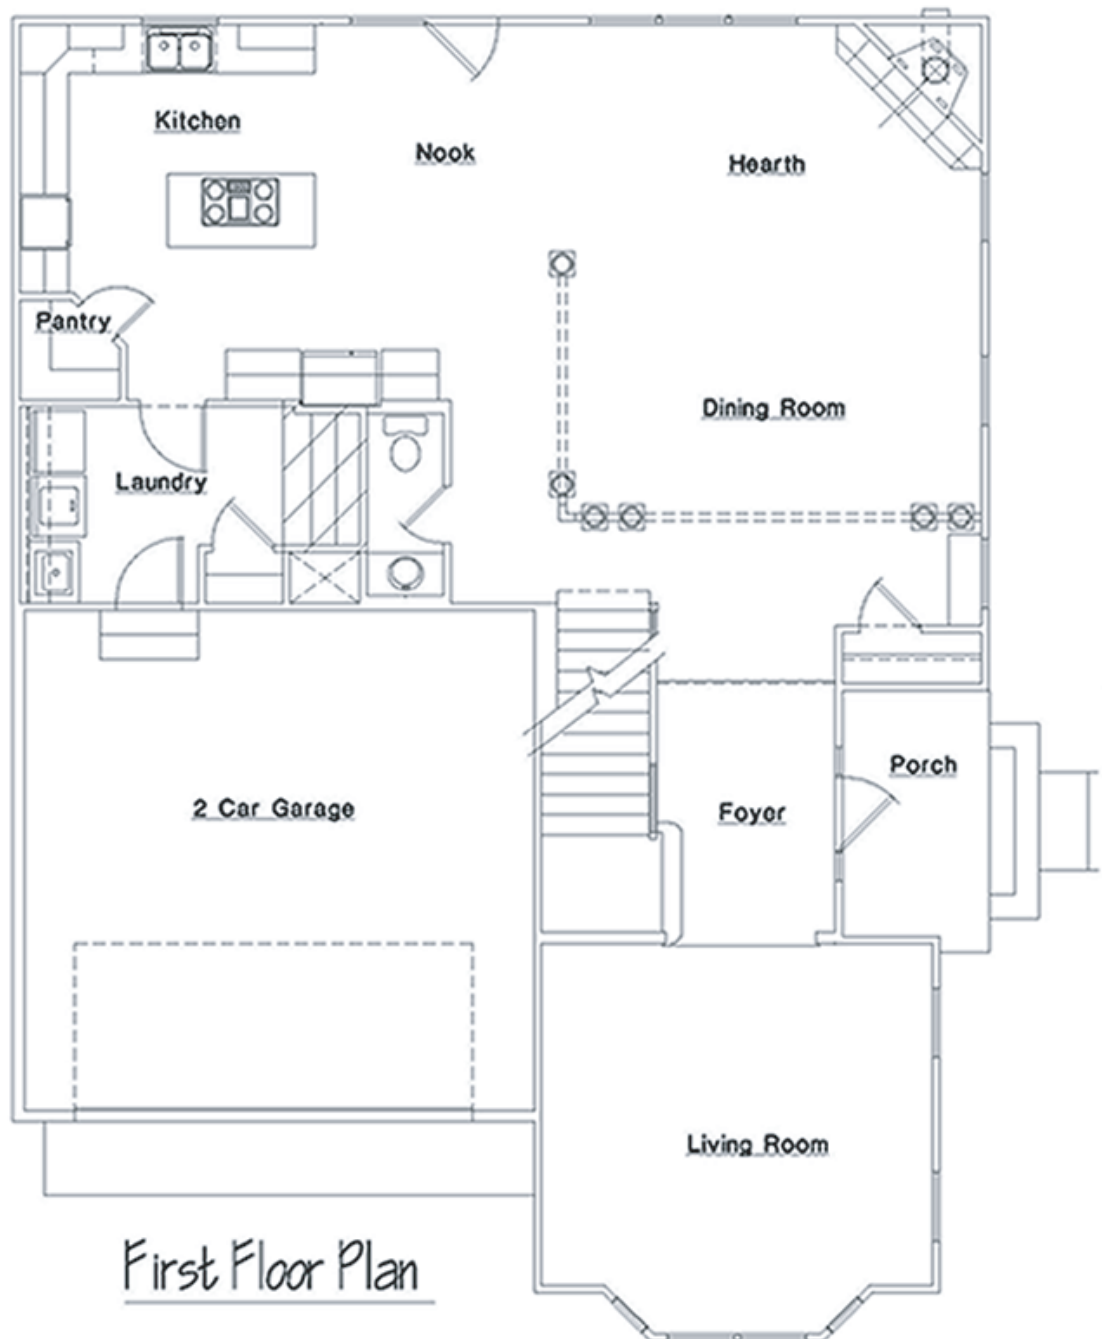 Kitchen
Nook
Hearth
Pantry
Dining Room
Laundry
Porch
2 Car Garage
Foyer
Living Room
First Floor Plan